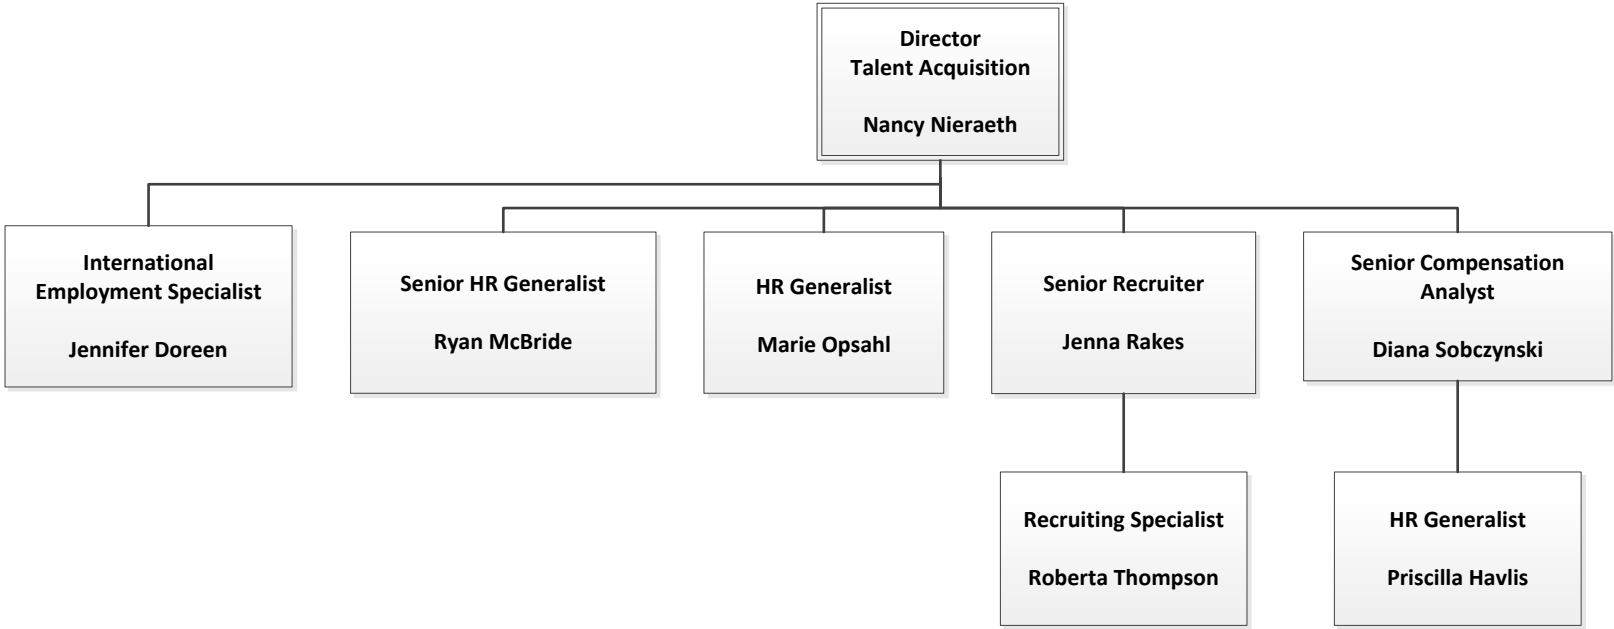 Director
Talent Acquisition
Nancy Nieraeth
International
Employment Specialist
Jennifer Doreen
Senior HR Generalist
Ryan McBride
HR Generalist
Marie Opsahl
Senior Recruiter
Jenna Rakes
Senior Compensation
Analyst
Diana Sobczynski
Recruiting Specialist
Roberta Thompson
HR Generalist
Priscilla Havlis